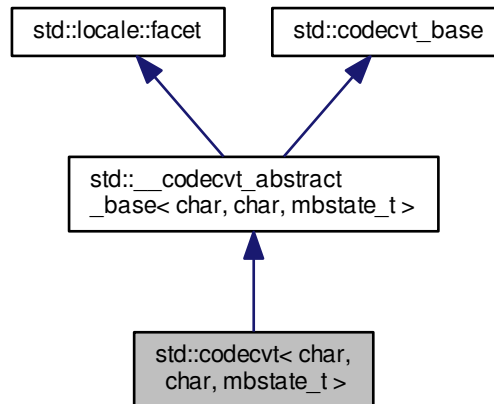 std::locale::facet
std::codecvt_base
std::__codecvt_abstract
_base< char, char, mbstate_t >
std::codecvt< char,
char, mbstate_t >